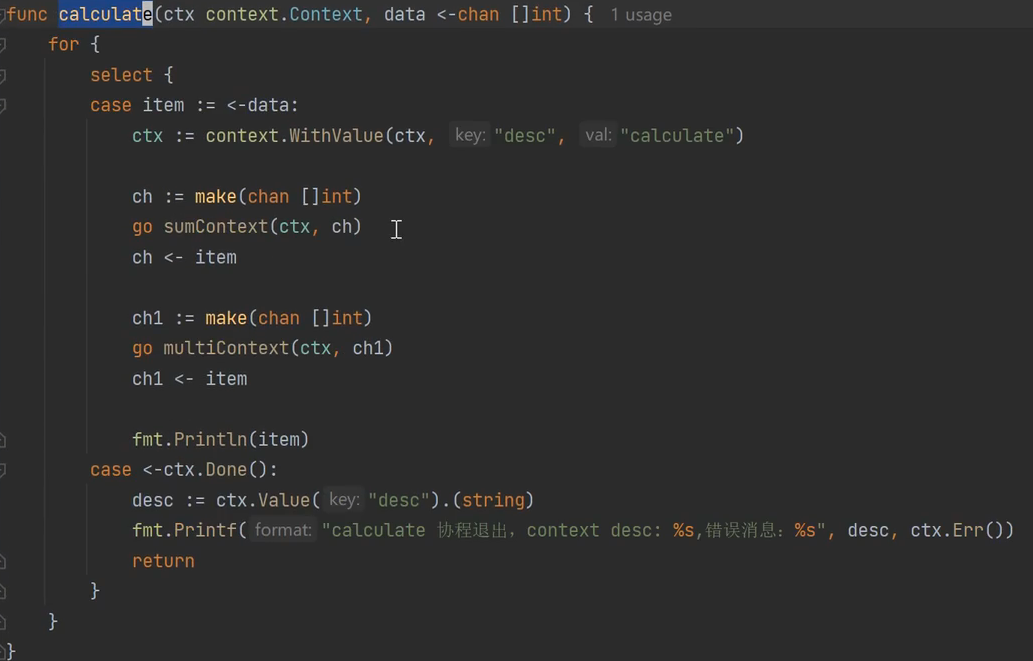 func calculate(ctx context.Context, data <-chan []int) { 1 usage
for {
select {
case item := <-data:
ctx := context.WithValue(ctx, key: "desc", val: "calculate")
ch := make(chan []int)
go sumContext(ctx, ch)
ch <- item
ch1 := make(chan []int)
go multiContext(ctx, ch1)
ch1 <- item
fmt.Println(item)
case <-ctx.Done():
desc := ctx.Value( key: "desc").(string)
fmt.Printf( format: "calculate 协程退出，context desc: %s,错误消息：%s", desc, ctx.Err())
return
}
}
}